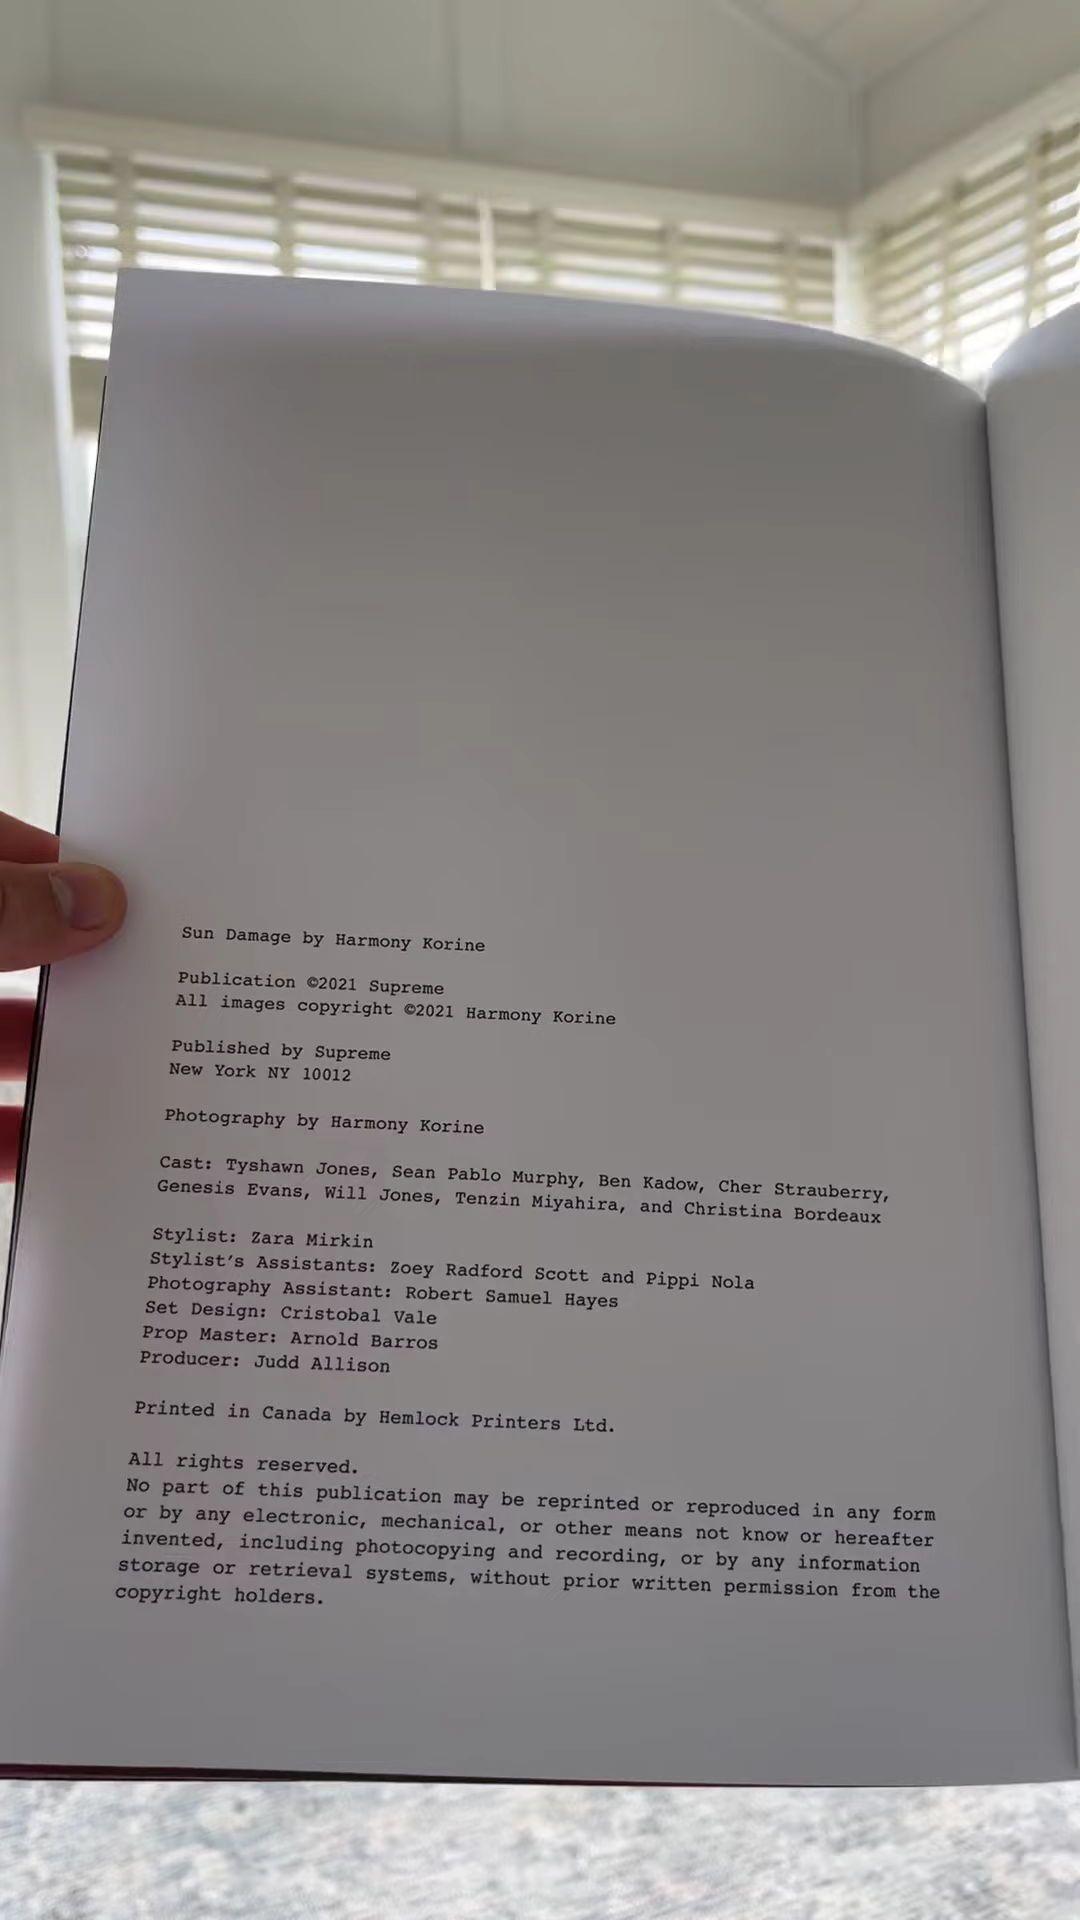 Sun Damage by Harmony Korine
Publication ©2021 Supreme
All images copyright ©2021 Harmony Korine
Published by Supreme
New York NY 10012
Photography by Harmony Korine
Cast: Tyshawn Jones, Sean Pablo Murphy, Ben Kadow, Cher Strauberry,
Genesis Evans, Will Jones, Tenzin Miyahira, and Christina Bordeaux
Stylist: Zara Mirkin
Stylist's Assistants: Zoey Radford Scott and Pippi Nola
Photography Assistant: Robert Samuel Hayes
Set Design: Cristobal Vale
Prop Master: Arnold Barros
Producer: Judd Allison
Printed in Canada by Hemlock Printers Ltd.
All rights reserved.
No part of this publication may be reprinted or reproduced in any form
or by any electronic, mechanical, or other means not know or hereafter
invented, including photocopying and recording, or by any information
storage or retrieval systems, without prior written permission from the
copyright holders.